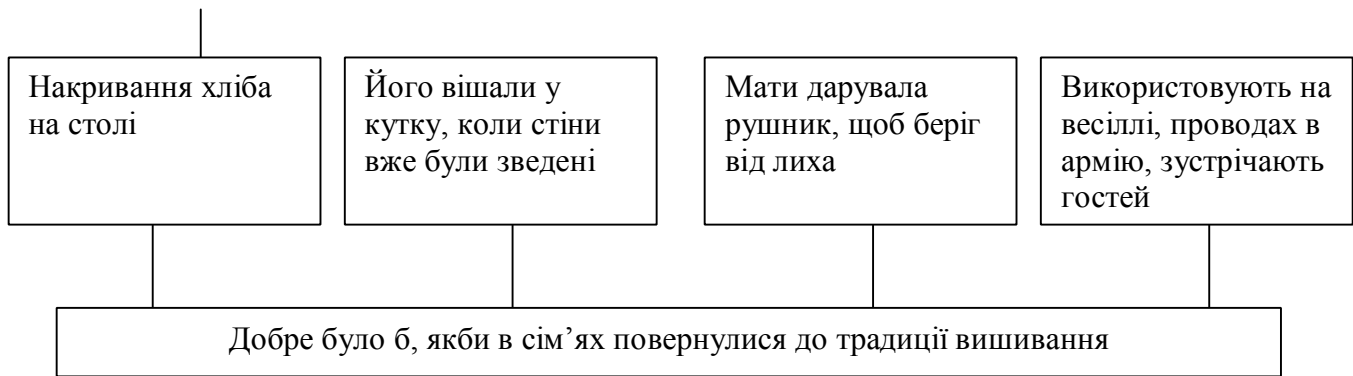 Накривання хліба
на столі
Його вішали у
кутку, коли стіни
вже були зведені
Мати дарувала
рушник, щоб беріг
від лиха
Використовують на
весіллі, проводах в
армію, зустрічають
гостей
Добре було б, якби в сім’ях повернулися до традиції вишивання